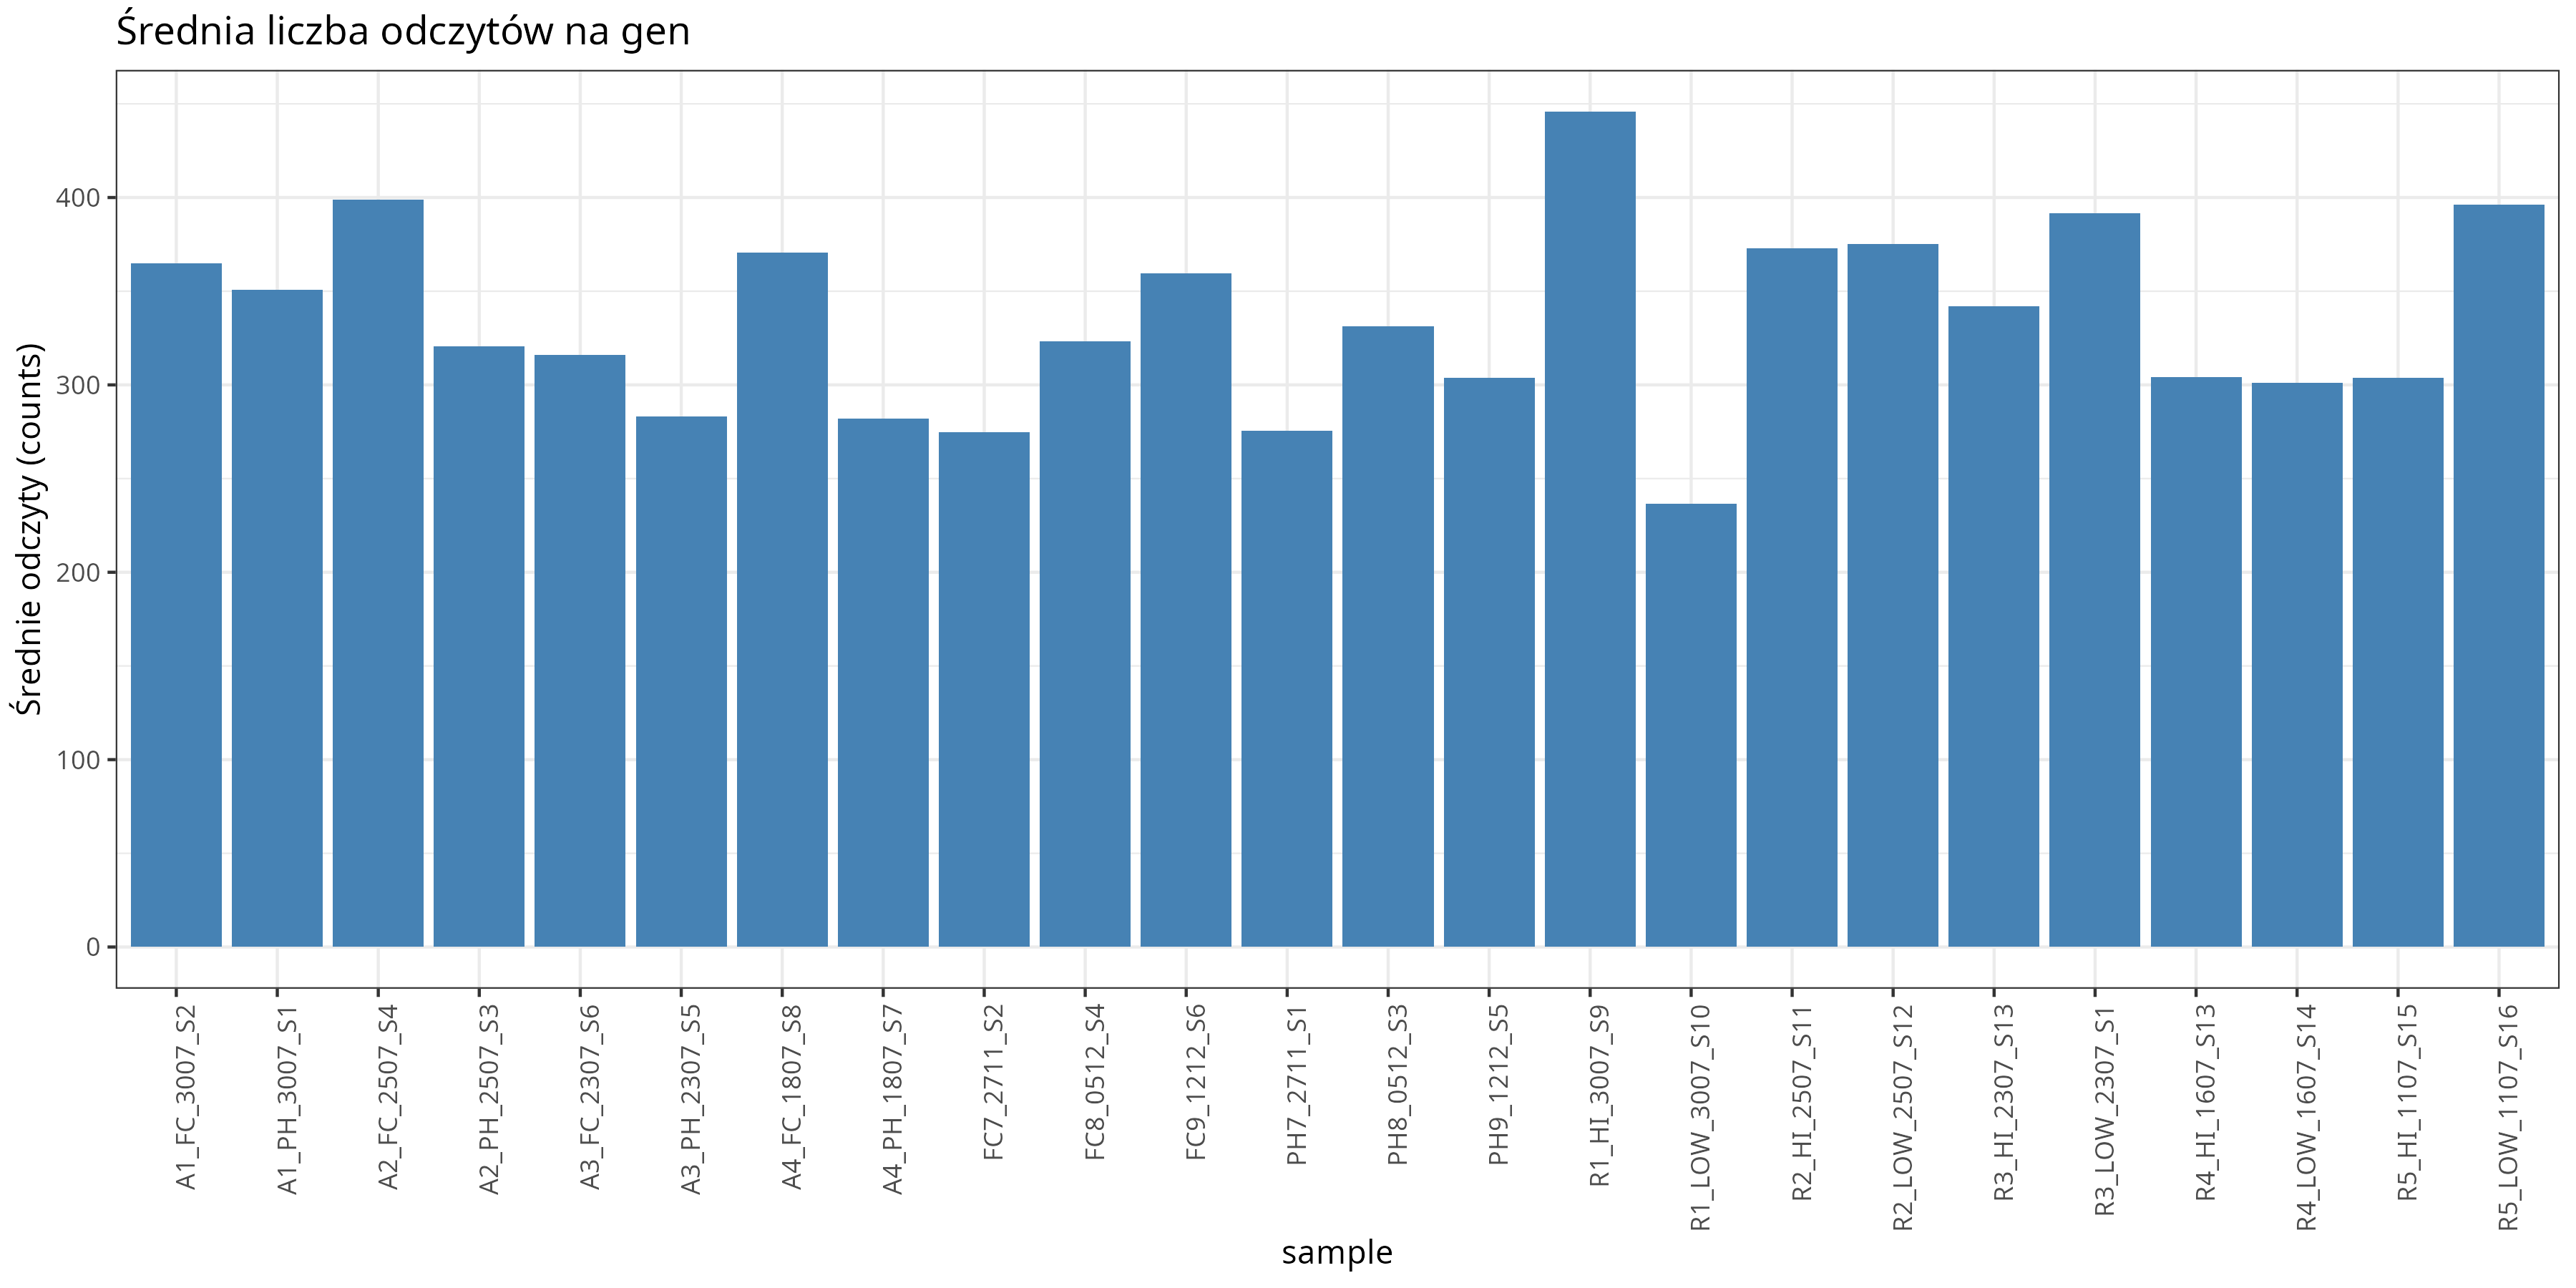 Średnia liczba odczytów na gen
Średnie odczyty (counts)
400
300
200
100
0
A1_FC_3007_S2
A1_PH_3007_S1
A2_FC_2507_S4
A2_PH_2507_S3
A3_FC_2307_S6
A3_PH_2307_S5
A4_FC_1807_S8
A4_PH_1807_S7
FC7_2711_S2
FC8_0512_S4
FC9_1212_S6
PH7_2711_S1
PH8_0512_S3
PH9_1212_S5
R1_HI_3007_S9
R1_LOW_3007_S10
R2_HI_2507_S11
R2_LOW_2507_S12
R3_HI_2307_S13
R3_LOW_2307_S1
R4_HI_1607_S13
R4_LOW_1607_S14
R5_HI_1107_S15
R5_LOW_1107_S16
sample